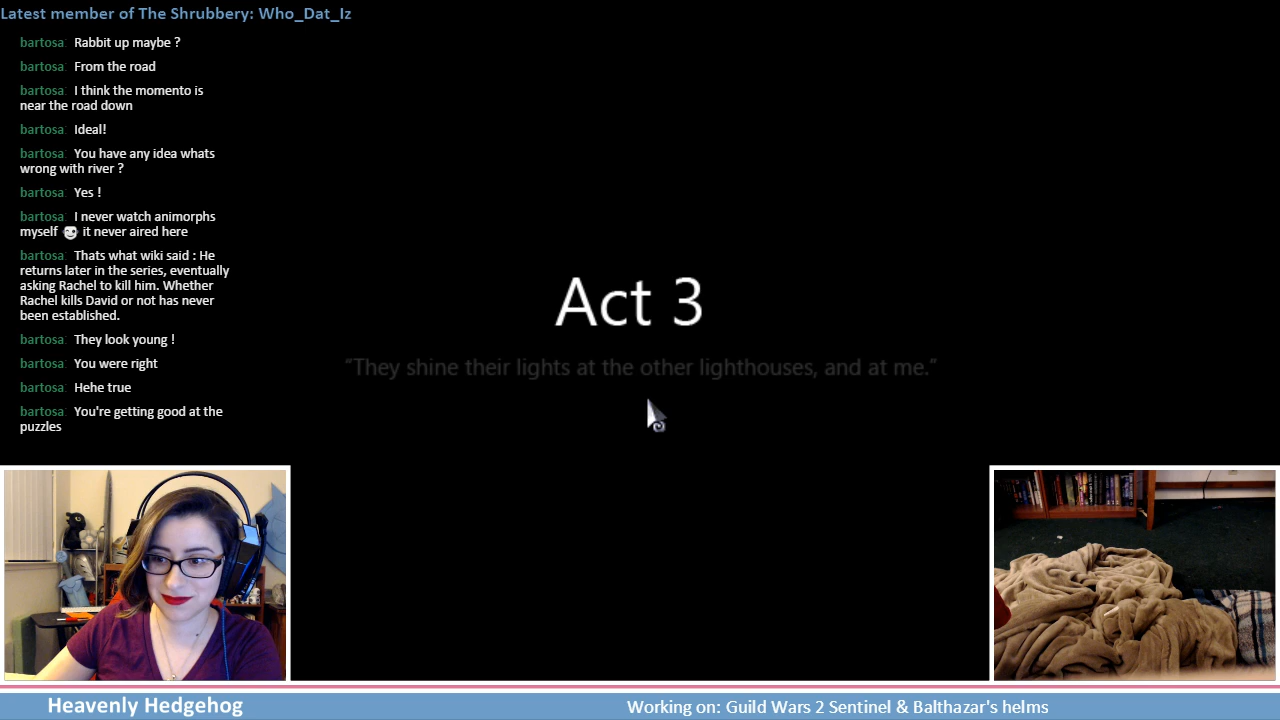 Latest member of The Shrubbery: Who_Dat_Iz
bartosa: Rabbit up maybe ?
bartosa: From the road
bartosa: I think the momento is
near the road down
bartosa: Ideal!
bartosa: You have any idea whats
wrong with river ?
bartosa: Yes !
bartosa: I never watch animorphs
myself it never aired here
bartosa: Thats what wiki said : He
returns later in the series, eventually
asking Rachel to kill him. Whether
Rachel kills David or not has never
been established.
bartosa: They look young !
bartosa: You were right
bartosa: Hehe true
bartosa: You're getting good at the
puzzles
Act 3
“They shine their lights at the other lighthouses, and at me.”
Heavenly Hedgehog
Working on: Guild Wars 2 Sentinel & Balthazar's helms